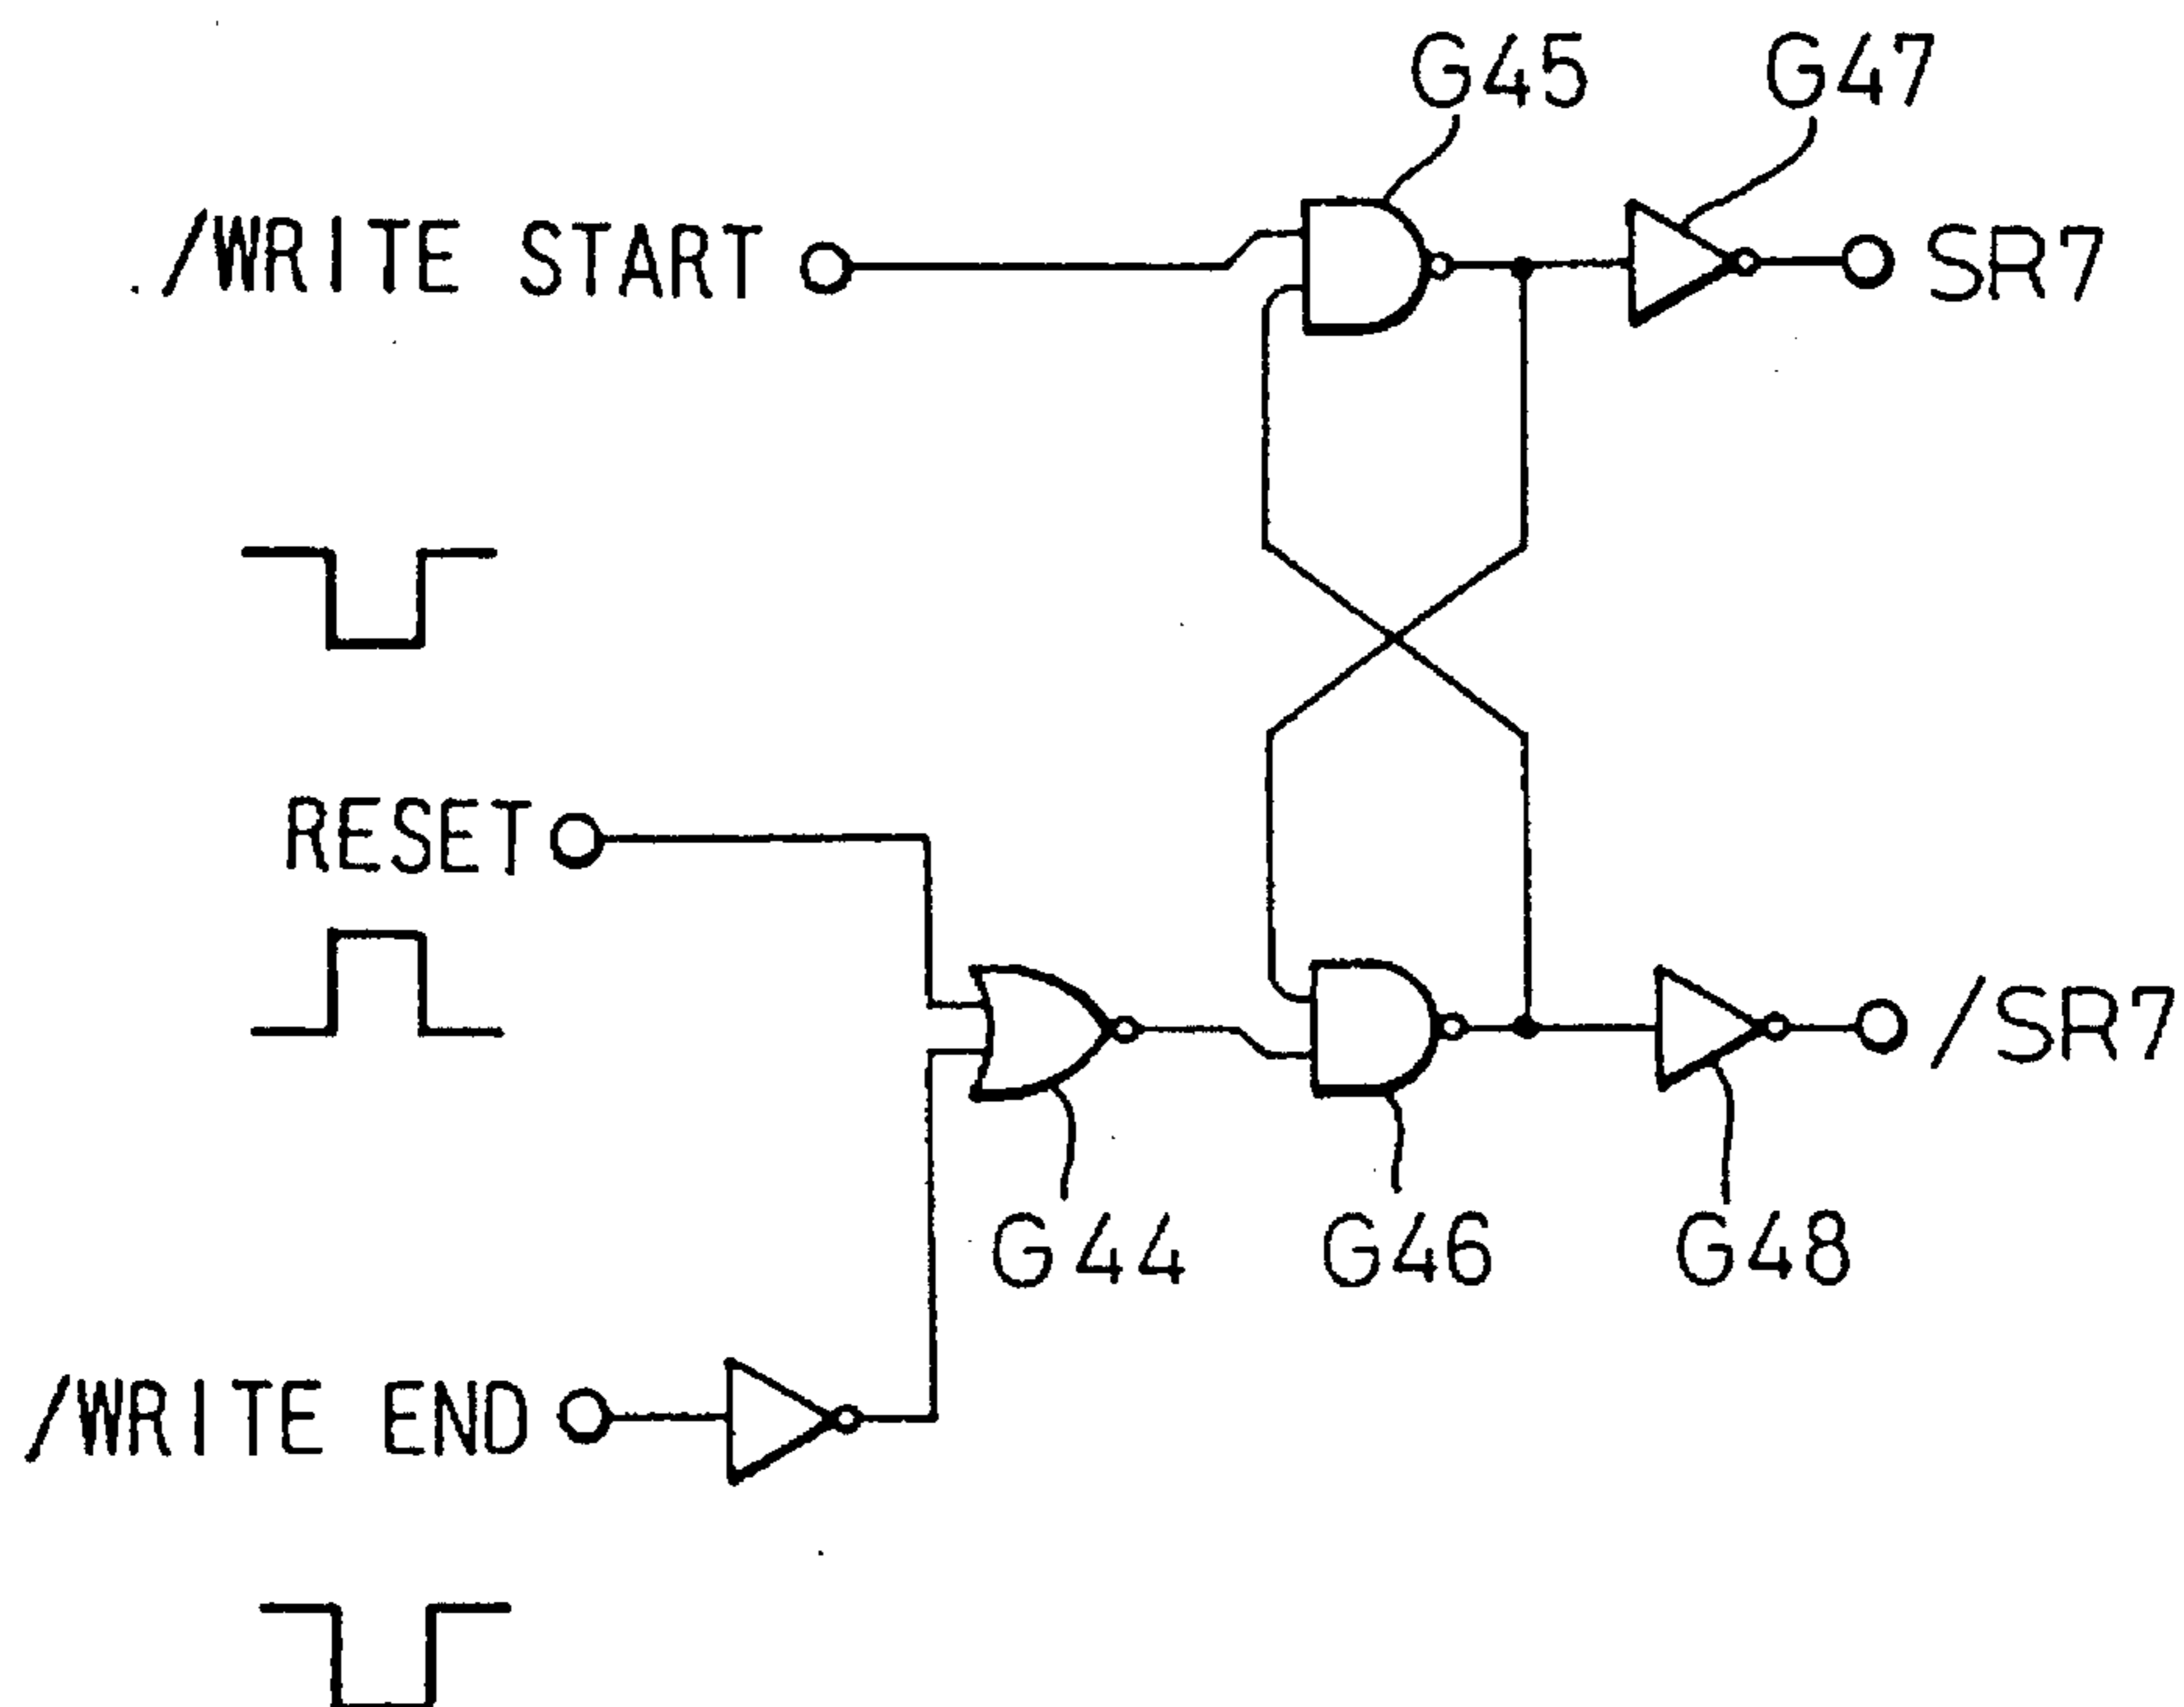 G45
G47
/WRITE START
SR7
RESET
/SR7
G44
G46
G48
/WRITE END